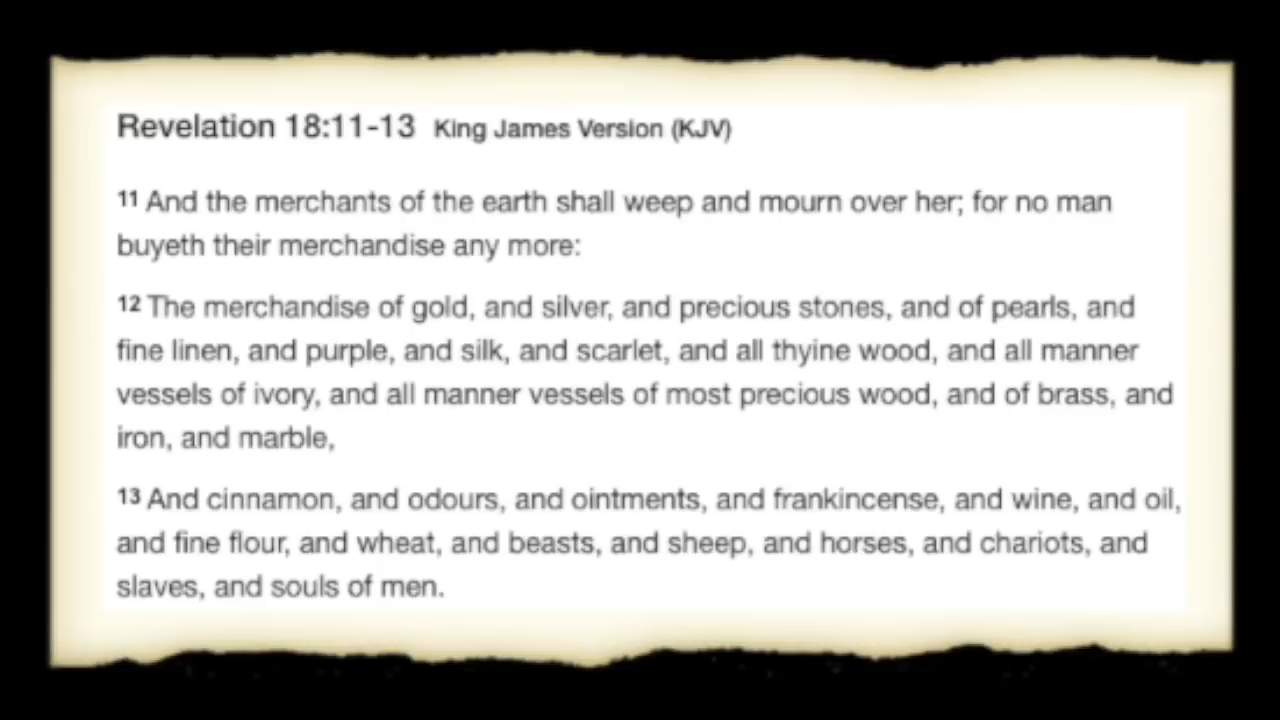 Revelation 18:11-13 King James Version (KJV)
11 And the merchants of the earth shall weep and mourn over her; for no man
buyeth their merchandise any more:
12 The merchandise of gold, and silver, and precious stones, and of pearls, and
fine linen, and purple, and silk, and scarlet, and all thyine wood, and all manner
vessels of ivory, and all manner vessels of most precious wood, and of brass, and
iron, and marble,
13 And cinnamon, and odours, and ointments, and frankincense, and wine, and oil,
and fine flour, and wheat, and beasts, and sheep, and horses, and chariots, and
slaves, and souls of men.